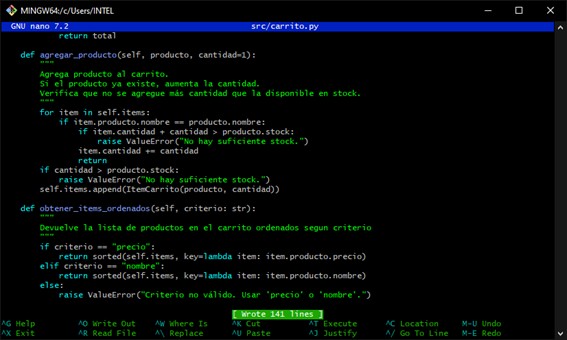 MINGW64:/c/Users/INTEL
GNU nano 7.2 src/carrito.py
return total
def agregar_producto(self, producto, cantidad=1):
"""
Agrega producto al carrito.
Si el producto ya existe, aumenta la cantidad.
Verifica que no se agregue más cantidad que la disponible en stock.
"""
for item in self.items:
if item.producto.nombre == producto.nombre:
if item.cantidad + cantidad > producto.stock:
raise ValueError("No hay suficiente stock.")
item.cantidad += cantidad
return
if cantidad > producto.stock:
raise ValueError("No hay suficiente stock.")
self.items.append(ItemCarrito(producto, cantidad))
def obtener_items_ordenados(self, criterio: str):
"""
Devuelve la lista de productos en el carrito ordenados segun criterio
"""
if criterio == "precio":
return sorted(self.items, key=lambda item: item.producto.precio)
elif criterio == "nombre":
return sorted(self.items, key=lambda item: item.producto.nombre)
else:
raise ValueError("Criterio no válido. Usar 'precio' o 'nombre'.")
[ Wrote 141 lines ]
^G Help ^O Write Out ^W Where Is ^K Cut ^T Execute ^C Location M-U Undo
^X Exit ^R Read File ^\ Replace ^U Paste ^J Justify ^/ Go To Line M-E Redo